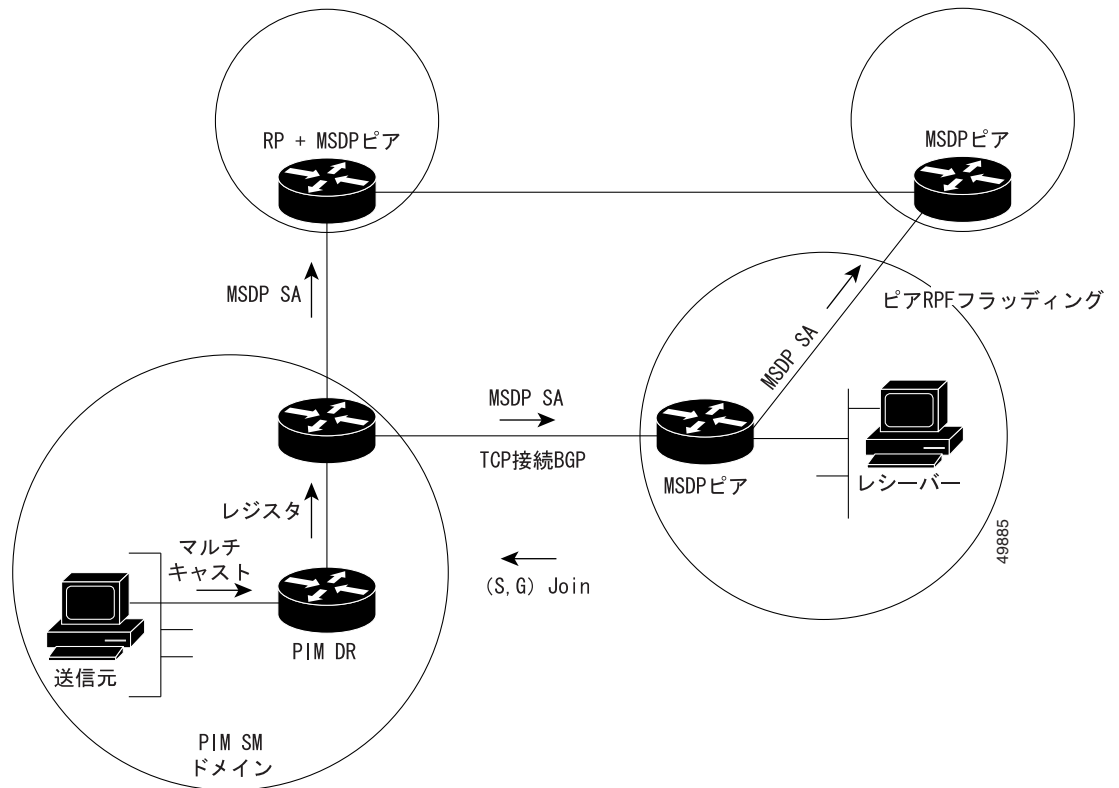 RP + MSDPピア
MSDPピア
MSDP SA
ピアRPFフラッディング
MSDP SA
MSDP SA
TCP接続BGP
MSDPピア
レシーバー
レジスタ
マルチ
キャスト
(S,G) Join
49885
PIM DR
送信元
PIM SM
ドメイン